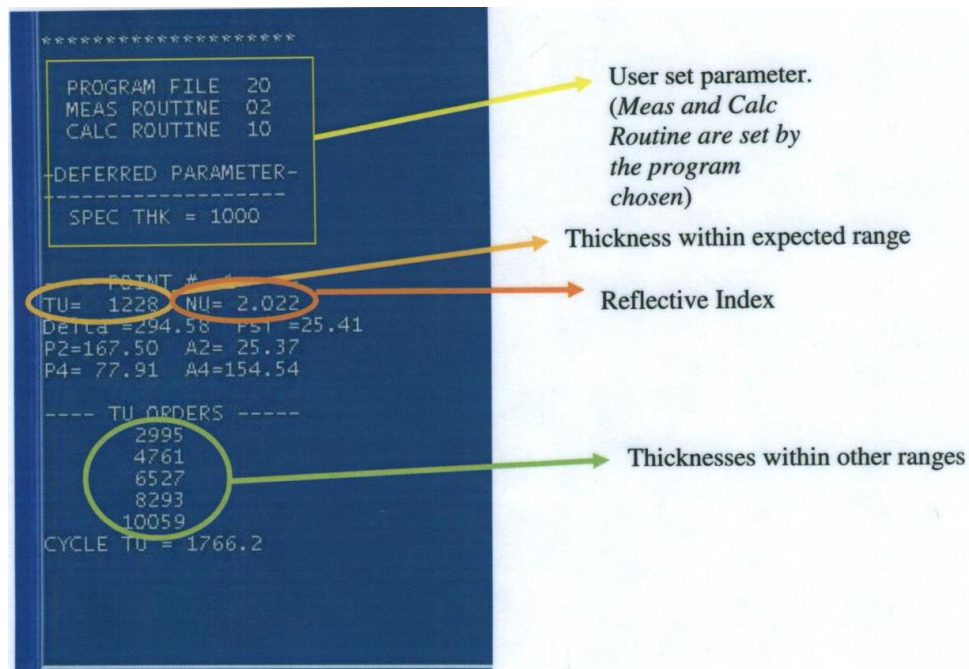 ********************
PROGRAM FILE 20
MEAS ROUTINE 02
CALC ROUTINE 10
-DEFERRED PARAMETER-
-------------------
SPEC THK = 1000
---- POINT # 1 ----
TU= 1228 NU= 2.022
Delta =294.58 Psi =25.41
P2=167.50 A2= 25.37
P4= 77.91 A4=154.54
---- TU ORDERS -----
2995
4761
6527
8293
10059
CYCLE TU = 1766.2
User set parameter.
(Meas and Calc
Routine are set by
the program
chosen)
Thickness within expected range
Reflective Index
Thicknesses within other ranges